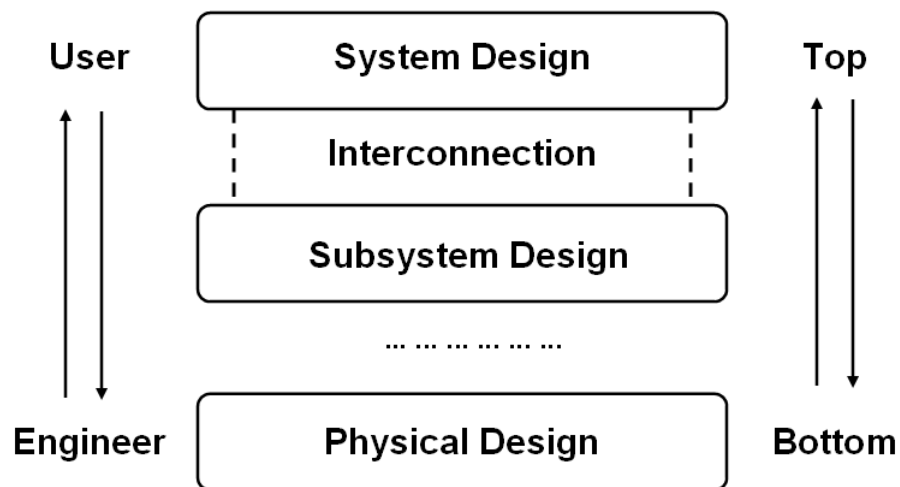 User System Design Top
Interconnection
Subsystem Design
... ... ... ... ... ...
Engineer Physical Design Bottom